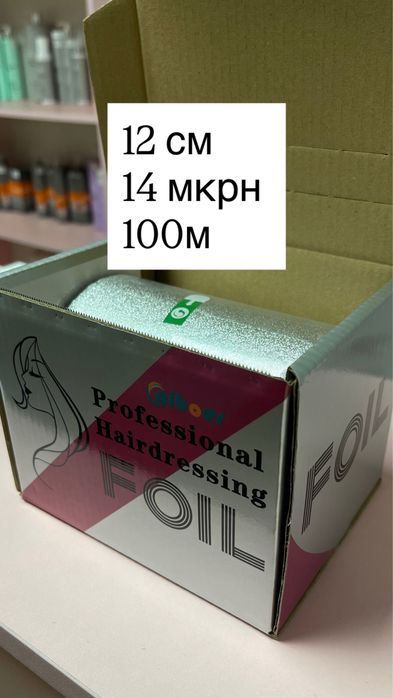 12 см
14 мкрн
100м
Professional
Hairdressing
FOIL
FOIL